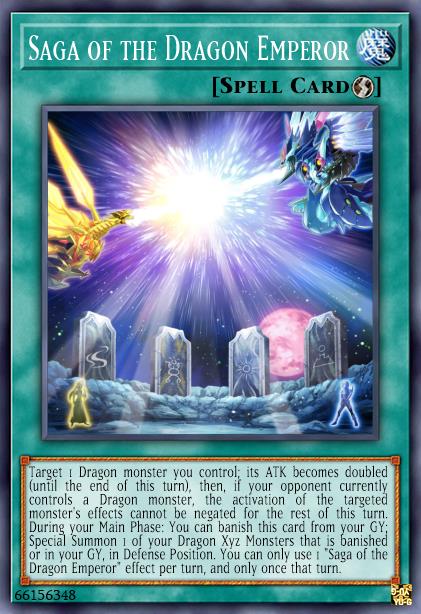 SAGA OF THE DRAGON EMPEROR
魔
[SPELL CARD]
Target 1 Dragon monster you control; its ATK becomes doubled
(until the end of this turn), then, if your opponent currently
controls a Dragon monster, the activation of the targeted
monster's effects cannot be negated for the rest of this turn.
During your Main Phase: You can banish this card from your GY;
Special Summon 1 of your Dragon Xyz Monsters that is banished
or in your GY, in Defense Position. You can only use 1 "Saga of the
Dragon Emperor" effect per turn, and only once that turn.
66156348